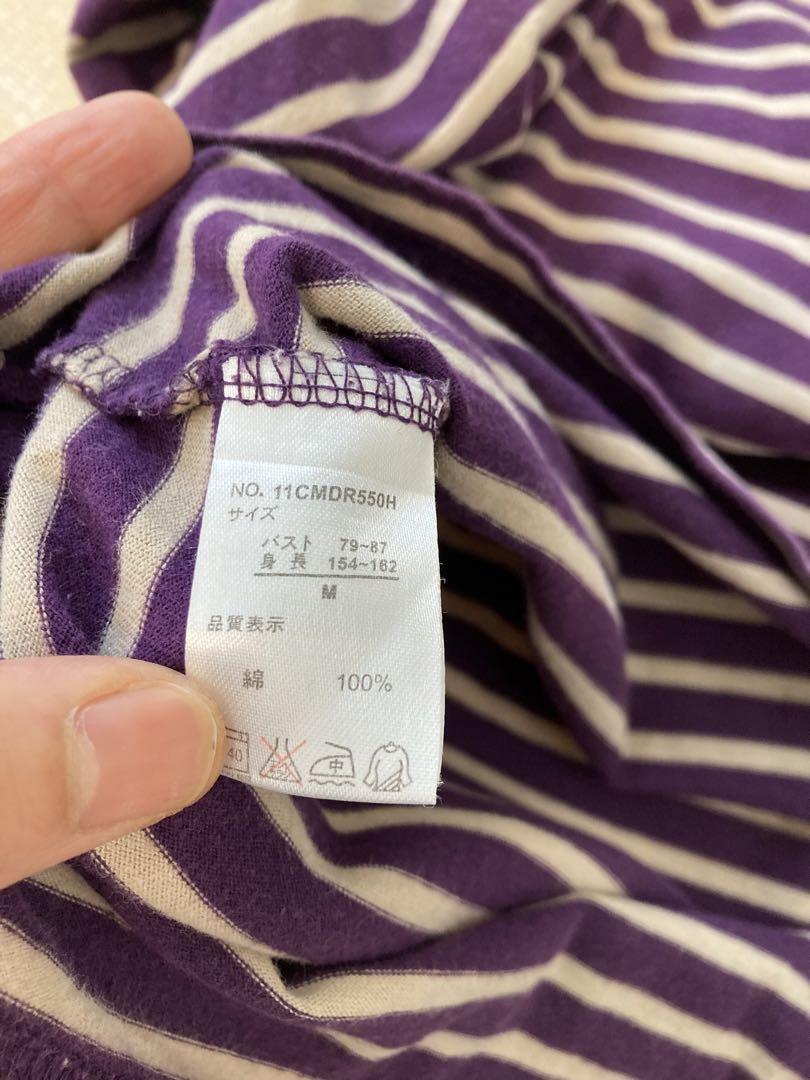 NO. 11CMDR550H
サイズ
バスト 79~87
身長 154~162
M
品質表示
綿 100%
40 中